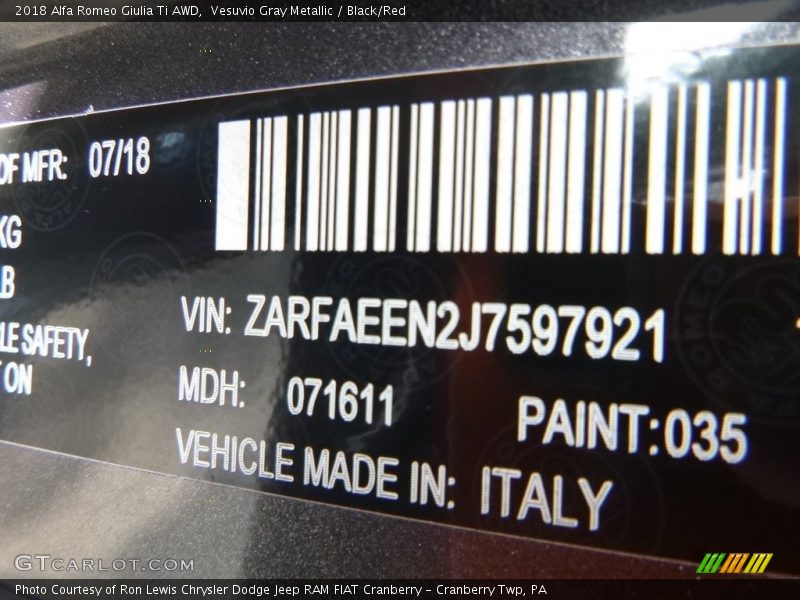 2018 Alfa Romeo Giulia Ti AWD, Vesuvio Gray Metallic / Black/Red
OF MFR: 07/18
KG
LB
LE SAFETY,
T ON
VIN: ZARFAEEN2J7597921
MDH: 071611
PAINT:035
VEHICLE MADE IN: ITALY
GTCARLOT.COM
Photo Courtesy of Ron Lewis Chrysler Dodge Jeep RAM FIAT Cranberry – Cranberry Twp, PA